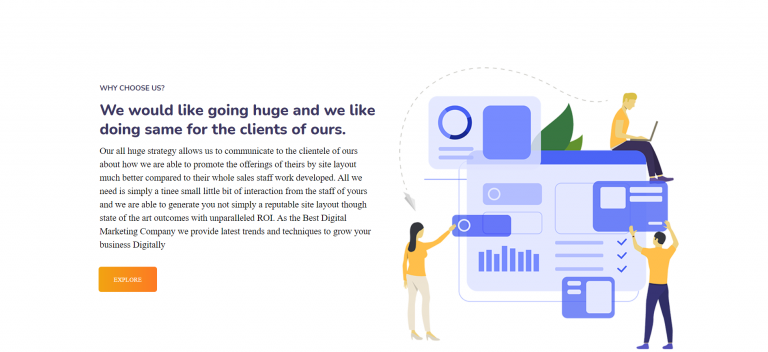 WHY CHOOSE US?
We would like going huge and we like
doing same for the clients of ours.
Our all huge strategy allows us to communicate to the clientele of ours
about how we are able to promote the offerings of theirs by site layout
much better compared to their whole sales staff work developed. All we
need is simply a tinee small little bit of interaction from the staff of yours
and we are able to generate you not simply a reputable site layout though
state of the art outcomes with unparalleled ROI. As the Best Digital
Marketing Company we provide latest trends and techniques to grow your
business Digitally
EXPLORE